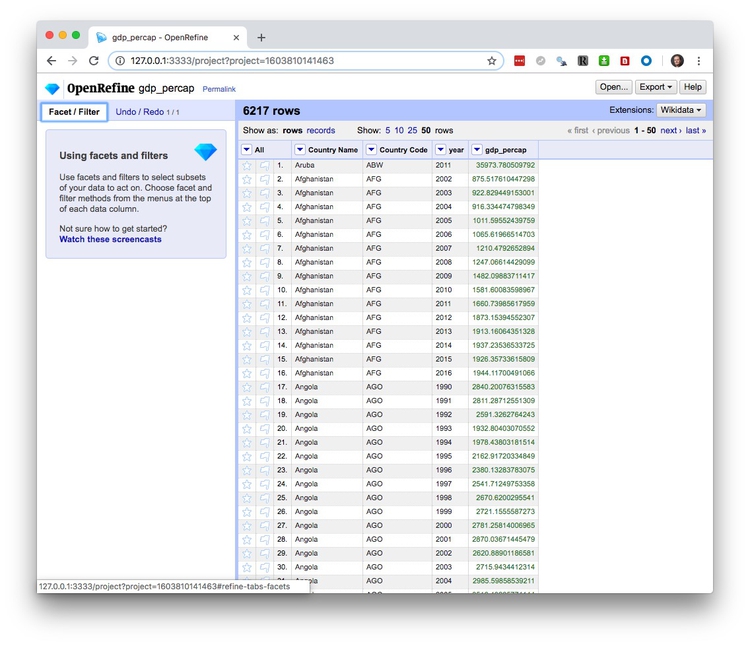 gdp_percap - OpenRefine
127.0.0.1:3333/project?project=1603810141463
OpenRefine gdp_percap Permalink
Open... Export Help
Facet / Filter Undo / Redo 1 / 1
6217 rows
Extensions: Wikidata
Show as: rows records Show: 5 10 25 50 rows
« first ‹ previous 1 - 50 next › last »
Using facets and filters
Use facets and filters to select subsets
of your data to act on. Choose facet and
filter methods from the menus at the top
of each data column.
Not sure how to get started?
Watch these screencasts
All Country Name Country Code year gdp_percap
1. Aruba ABW 2011 35973.780509792
2. Afghanistan AFG 2002 875.517610447298
3. Afghanistan AFG 2003 922.829449153001
4. Afghanistan AFG 2004 916.334474798349
5. Afghanistan AFG 2005 1011.59552439759
6. Afghanistan AFG 2006 1065.61966514703
7. Afghanistan AFG 2007 1210.4792652894
8. Afghanistan AFG 2008 1247.06614429099
9. Afghanistan AFG 2009 1482.09883711417
10. Afghanistan AFG 2010 1581.60083598967
11. Afghanistan AFG 2011 1660.73985617959
12. Afghanistan AFG 2012 1873.15394552307
13. Afghanistan AFG 2013 1913.16064351328
14. Afghanistan AFG 2014 1937.23536533725
15. Afghanistan AFG 2015 1926.35733615809
16. Afghanistan AFG 2016 1944.11700491066
17. Angola AGO 1990 2840.20076315583
18. Angola AGO 1991 2811.28712551309
19. Angola AGO 1992 2591.3262764243
20. Angola AGO 1993 1932.80403070552
21. Angola AGO 1994 1978.43803181514
22. Angola AGO 1995 2162.91720334849
23. Angola AGO 1996 2380.13283783075
24. Angola AGO 1997 2541.71249753358
25. Angola AGO 1998 2670.6200295541
26. Angola AGO 1999 2721.1555587273
27. Angola AGO 2000 2781.25814006965
28. Angola AGO 2001 2870.03671445479
29. Angola AGO 2002 2620.88901186581
30. Angola AGO 2003 2715.9434412314
AGO 2004 2985.59858539211
127.0.0.1:3333/project?project=1603810141463#refine-tabs-facets